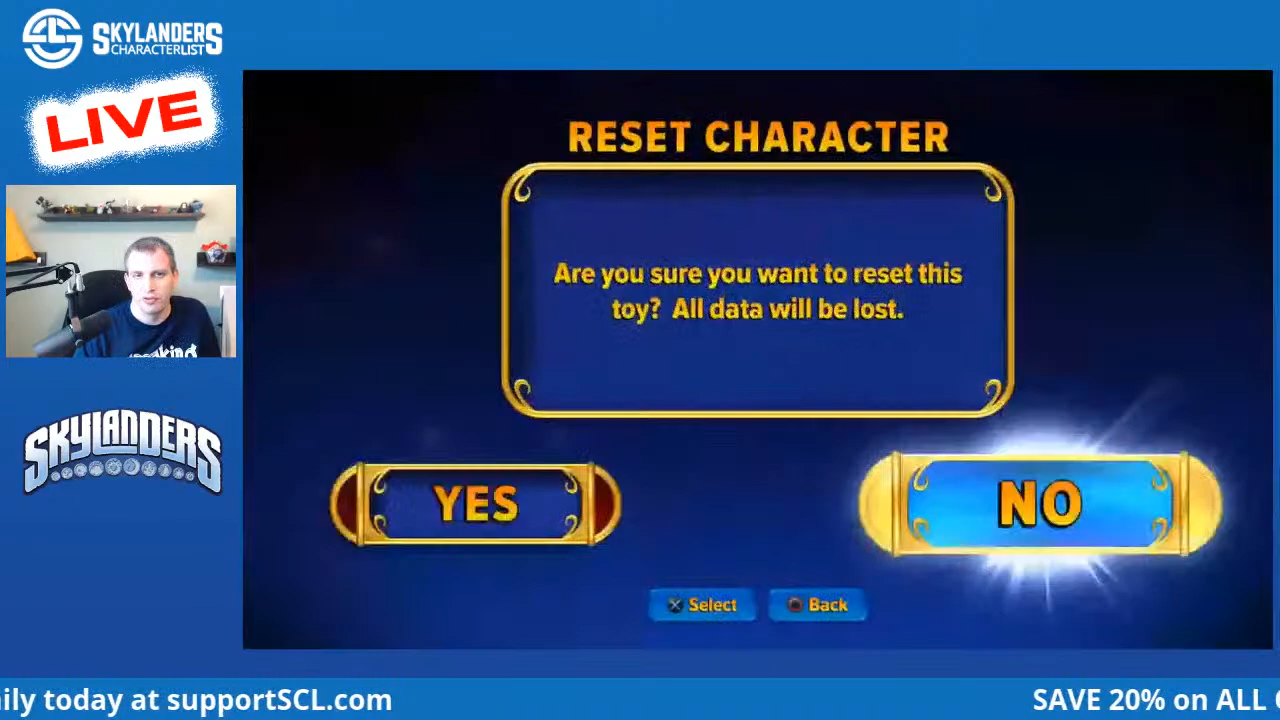 SKYLANDERS
CHARACTERLIST
LIVE
SKYLANDERS
RESET CHARACTER
Are you sure you want to reset this
toy? All data will be lost.
YES
NO
Select
Back
ily today at supportSCL.com
SAVE 20% on ALL